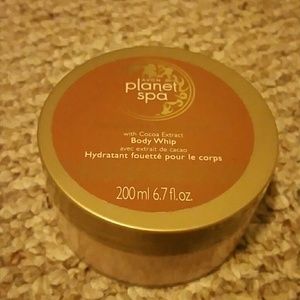 AVON
planet
spa
with Cocoa Extract
Body Whip
avec extrait de cacao
Hydratant fouetté pour le corps
200 ml 6.7 fl.oz.